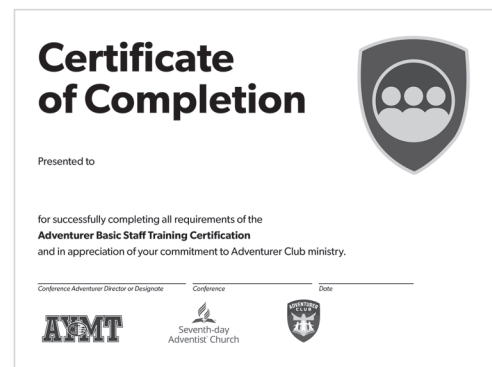 Certificate
of Completion
Presented to
for successfully completing all requirements of the
Adventurer Basic Staff Training Certification
and in appreciation of your commitment to Adventurer Club ministry.
Conference Adventurer Director or Designate
Conference
Date
AYMT
Seventh-day
Adventist® Church
ADVENTURER
CLUB